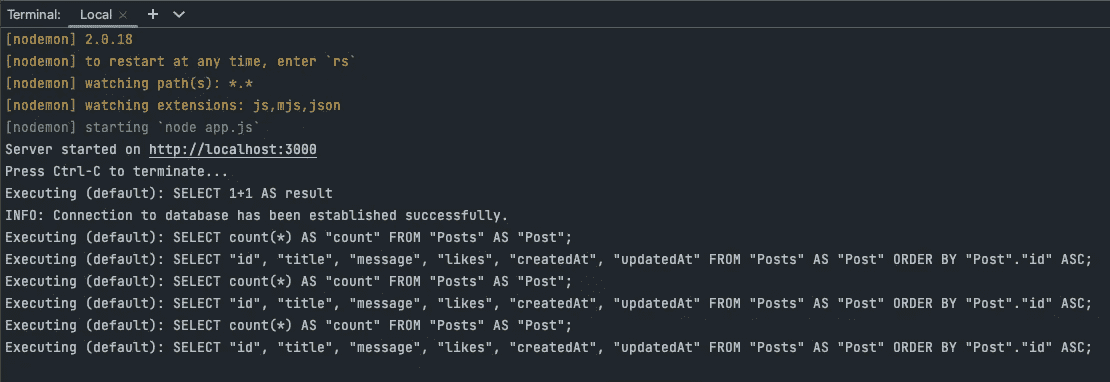 Terminal: Local × + ∨
[nodemon] 2.0.18
[nodemon] to restart at any time, enter `rs`
[nodemon] watching path(s): *.*
[nodemon] watching extensions: js,mjs,json
[nodemon] starting `node app.js`
Server started on http://localhost:3000
Press Ctrl-C to terminate...
Executing (default): SELECT 1+1 AS result
INFO: Connection to database has been established successfully.
Executing (default): SELECT count(*) AS "count" FROM "Posts" AS "Post";
Executing (default): SELECT "id", "title", "message", "likes", "createdAt", "updatedAt" FROM "Posts" AS "Post" ORDER BY "Post"."id" ASC;
Executing (default): SELECT count(*) AS "count" FROM "Posts" AS "Post";
Executing (default): SELECT "id", "title", "message", "likes", "createdAt", "updatedAt" FROM "Posts" AS "Post" ORDER BY "Post"."id" ASC;
Executing (default): SELECT count(*) AS "count" FROM "Posts" AS "Post";
Executing (default): SELECT "id", "title", "message", "likes", "createdAt", "updatedAt" FROM "Posts" AS "Post" ORDER BY "Post"."id" ASC;